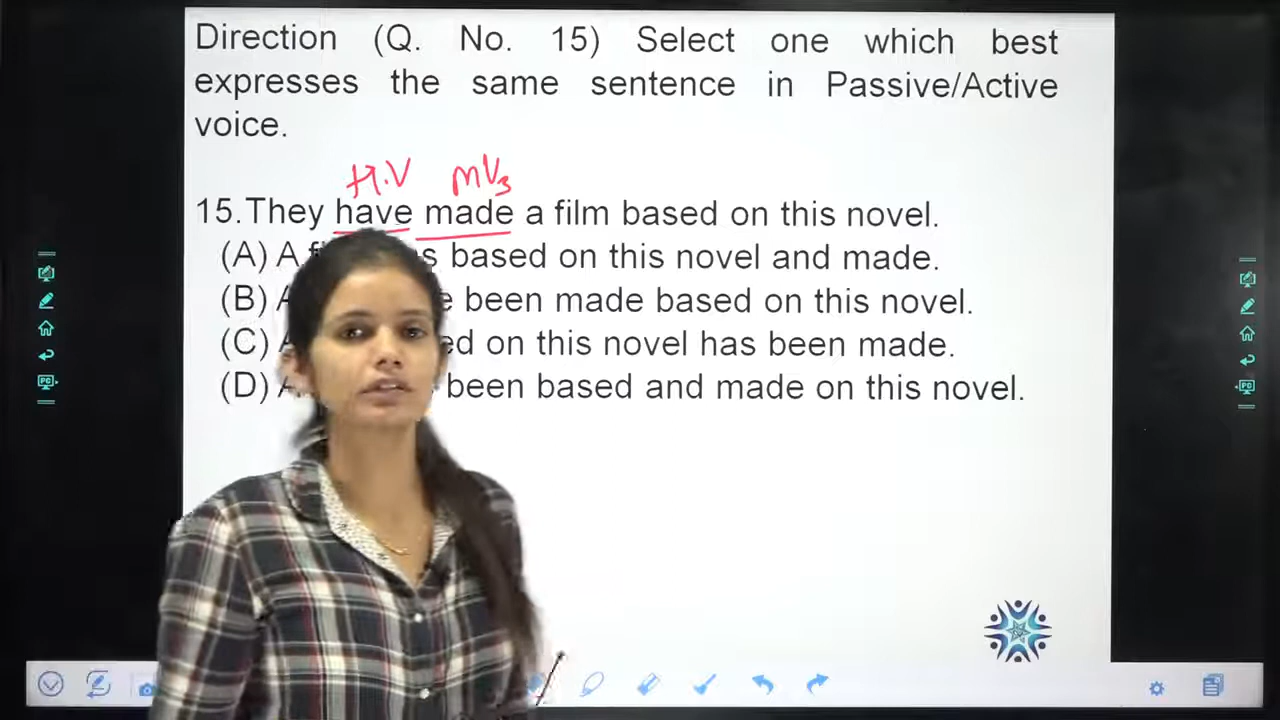 Direction (Q. No. 15) Select one which best
expresses the same sentence in Passive/Active
voice.
H.V MV3
15.They have made a film based on this novel.
(A) A based on this novel and made.
(B) been made based on this novel.
(C) on this novel has been made.
(D) been based and made on this novel.
PC
PC